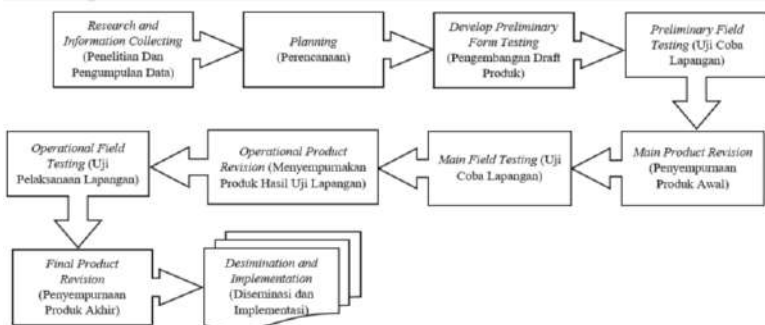 Research and
Information Collecting
(Penelitian Dan
Pengumpulan Data)
Planning
(Perencanaan)
Develop Preliminary
Form Testing
(Pengembangan Draft
Produk)
Preliminary Field
Testing (Uji Coba
Lapangan)
Main Product Revision
(Penyempurnaan
Produk Awal)
Main Field Testing (Uji
Coba Lapangan)
Operational Product
Revision (Menyempurnakan
Produk Hasil Uji Lapangan)
Operational Field
Testing (Uji
Pelaksanaan Lapangan)
Final Product
Revision
(Penyempurnaan
Produk Akhir)
Desimination and
Implementation
(Diseminasi dan
Implementasi)